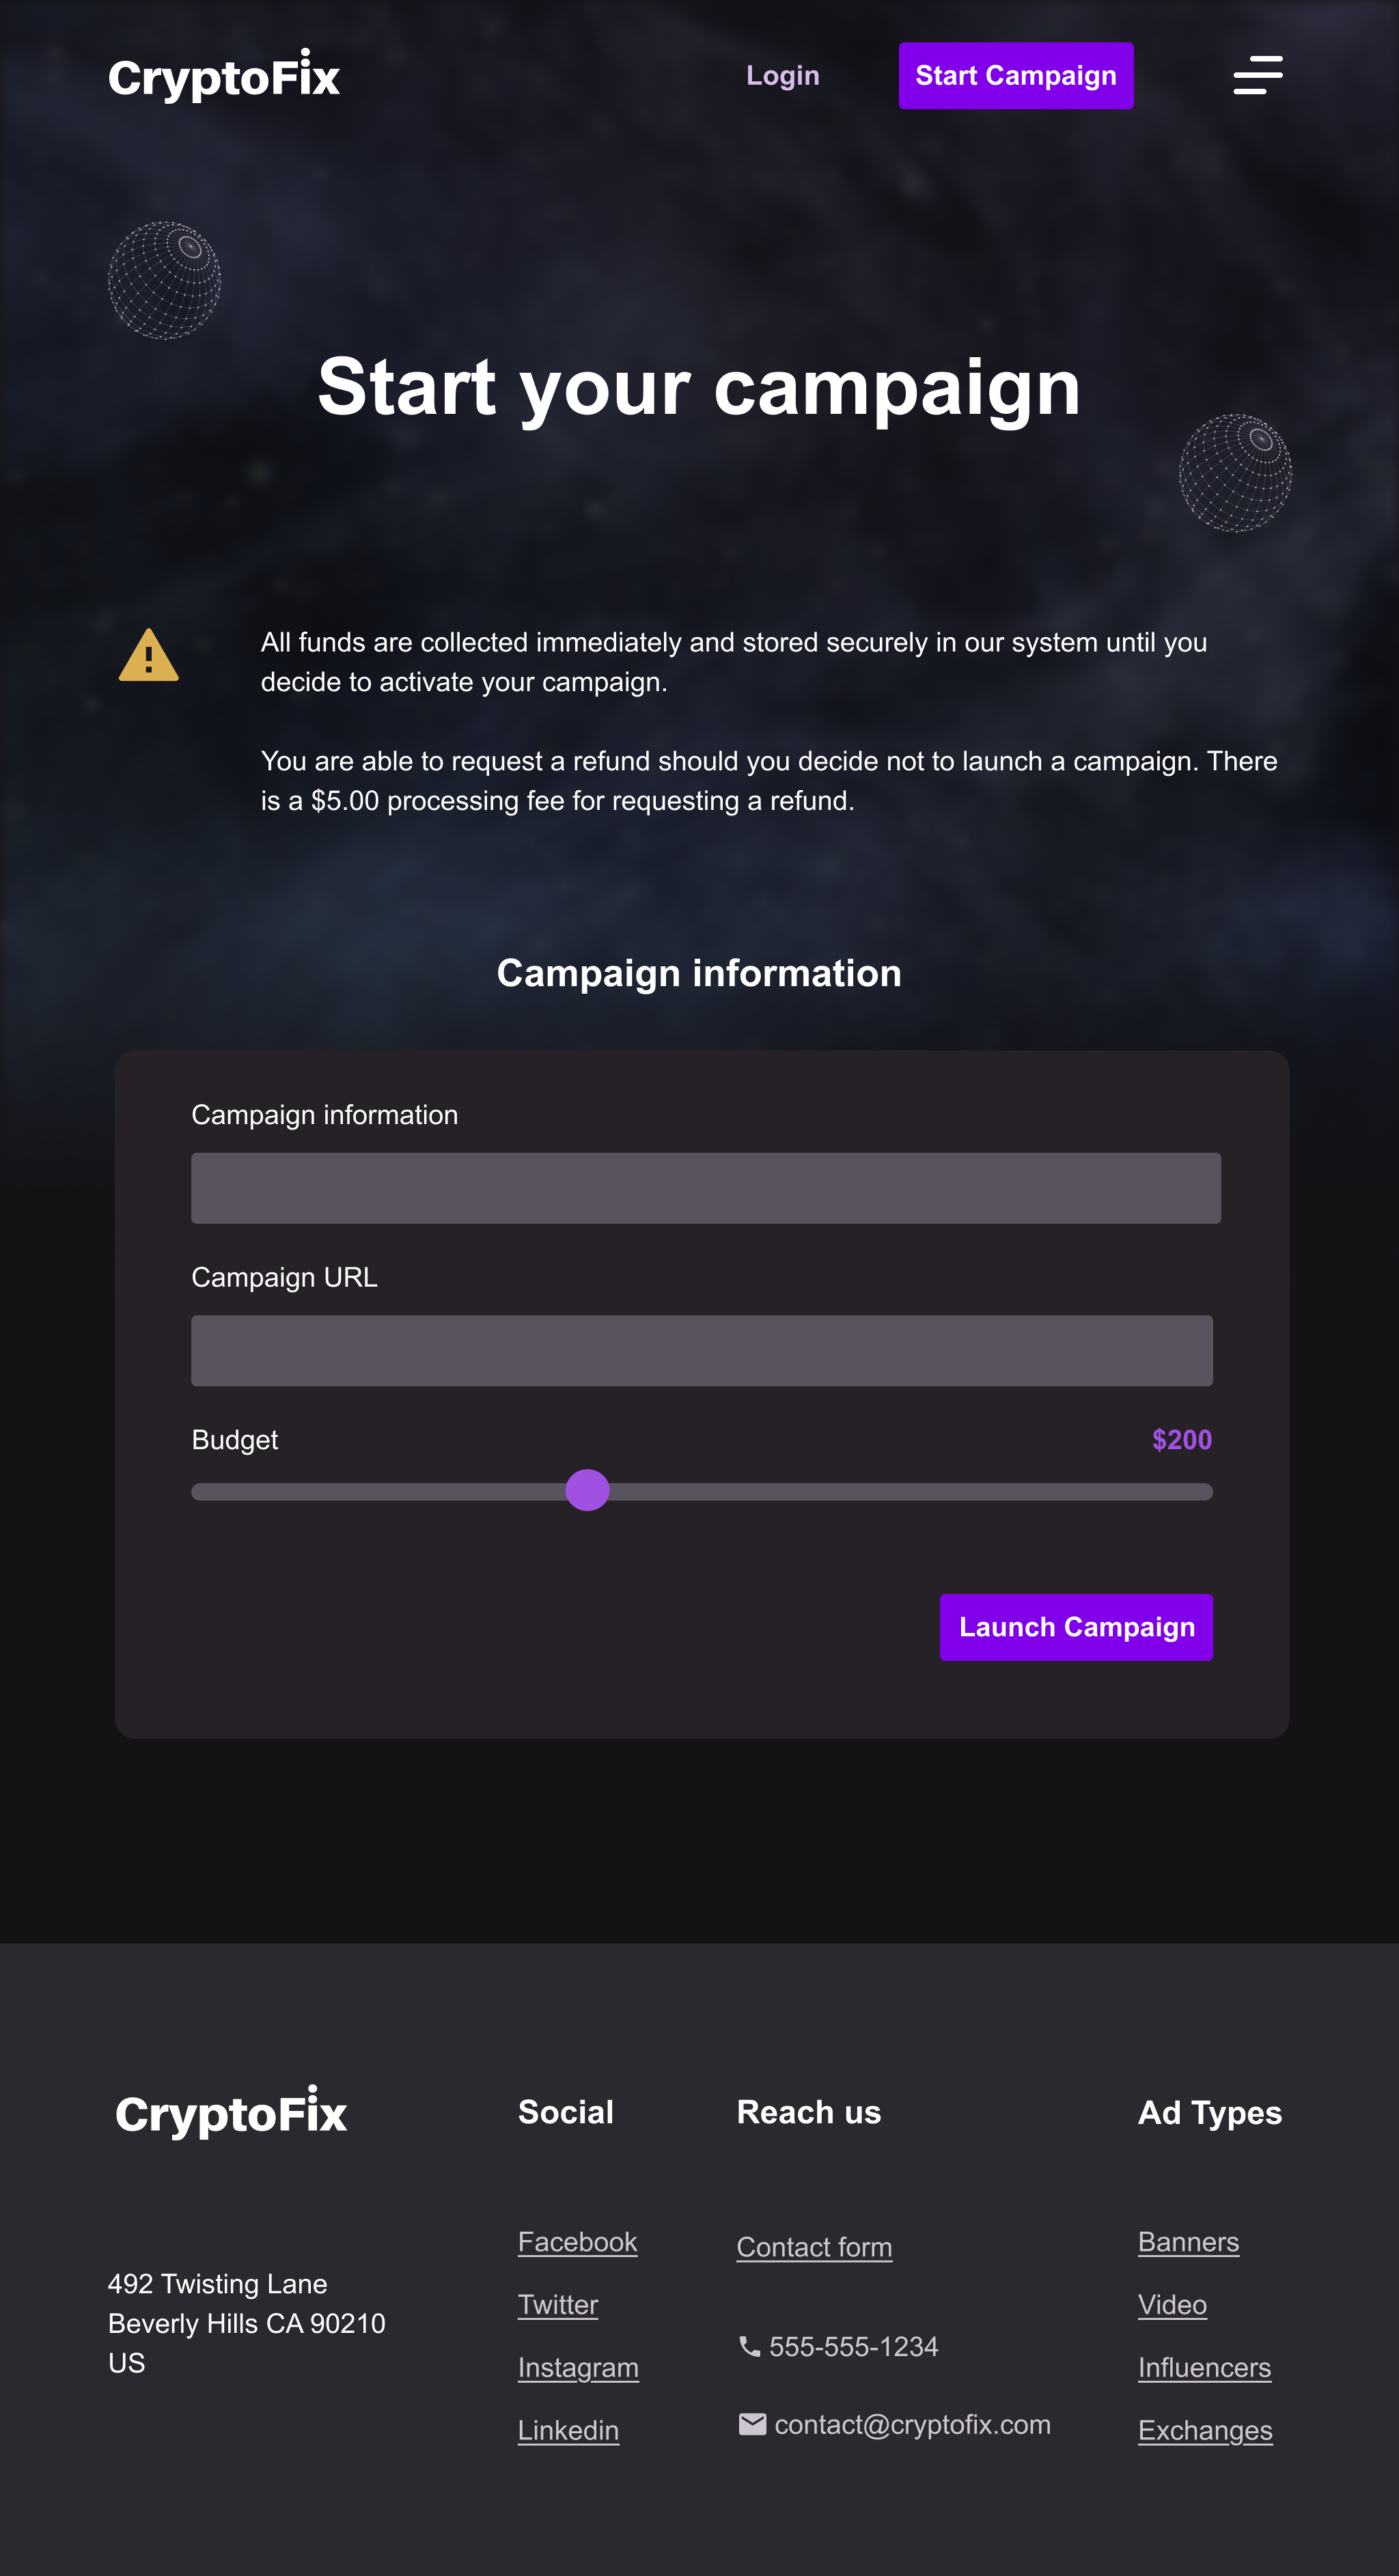 CryptoFix
Login
Start Campaign
Start your campaign
All funds are collected immediately and stored securely in our system until you
decide to activate your campaign.
You are able to request a refund should you decide not to launch a campaign. There
is a $5.00 processing fee for requesting a refund.
Campaign information
Campaign information
Campaign URL
Budget
$200
Launch Campaign
CryptoFix
492 Twisting Lane
Beverly Hills CA 90210
US
Social
Facebook
Twitter
Instagram
Linkedin
Reach us
Contact form
555-555-1234
contact@cryptofix.com
Ad Types
Banners
Video
Influencers
Exchanges